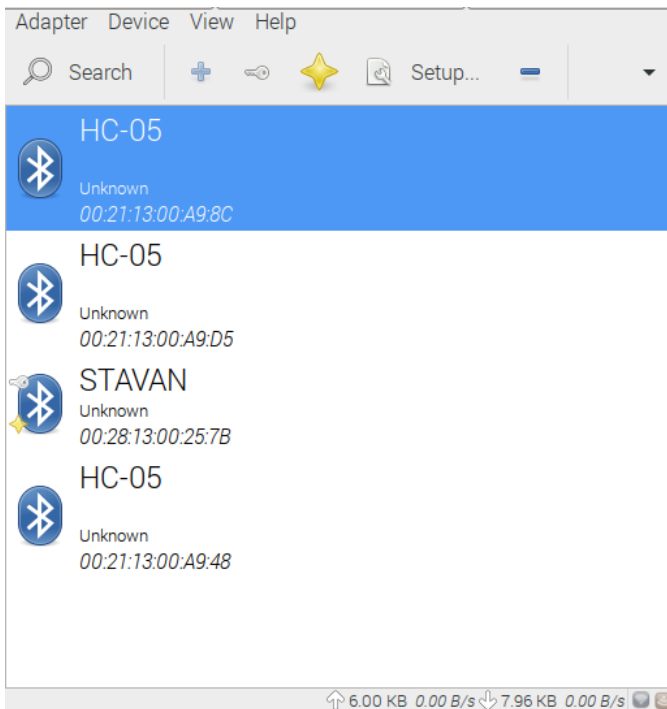 Adapter Device View Help
Search Setup...
HC-05
Unknown
00:21:13:00:A9:8C
HC-05
Unknown
00:21:13:00:A9:D5
STAVAN
Unknown
00:28:13:00:25:7B
HC-05
Unknown
00:21:13:00:A9:48
6.00 KB 0.00 B/s 7.96 KB 0.00 B/s